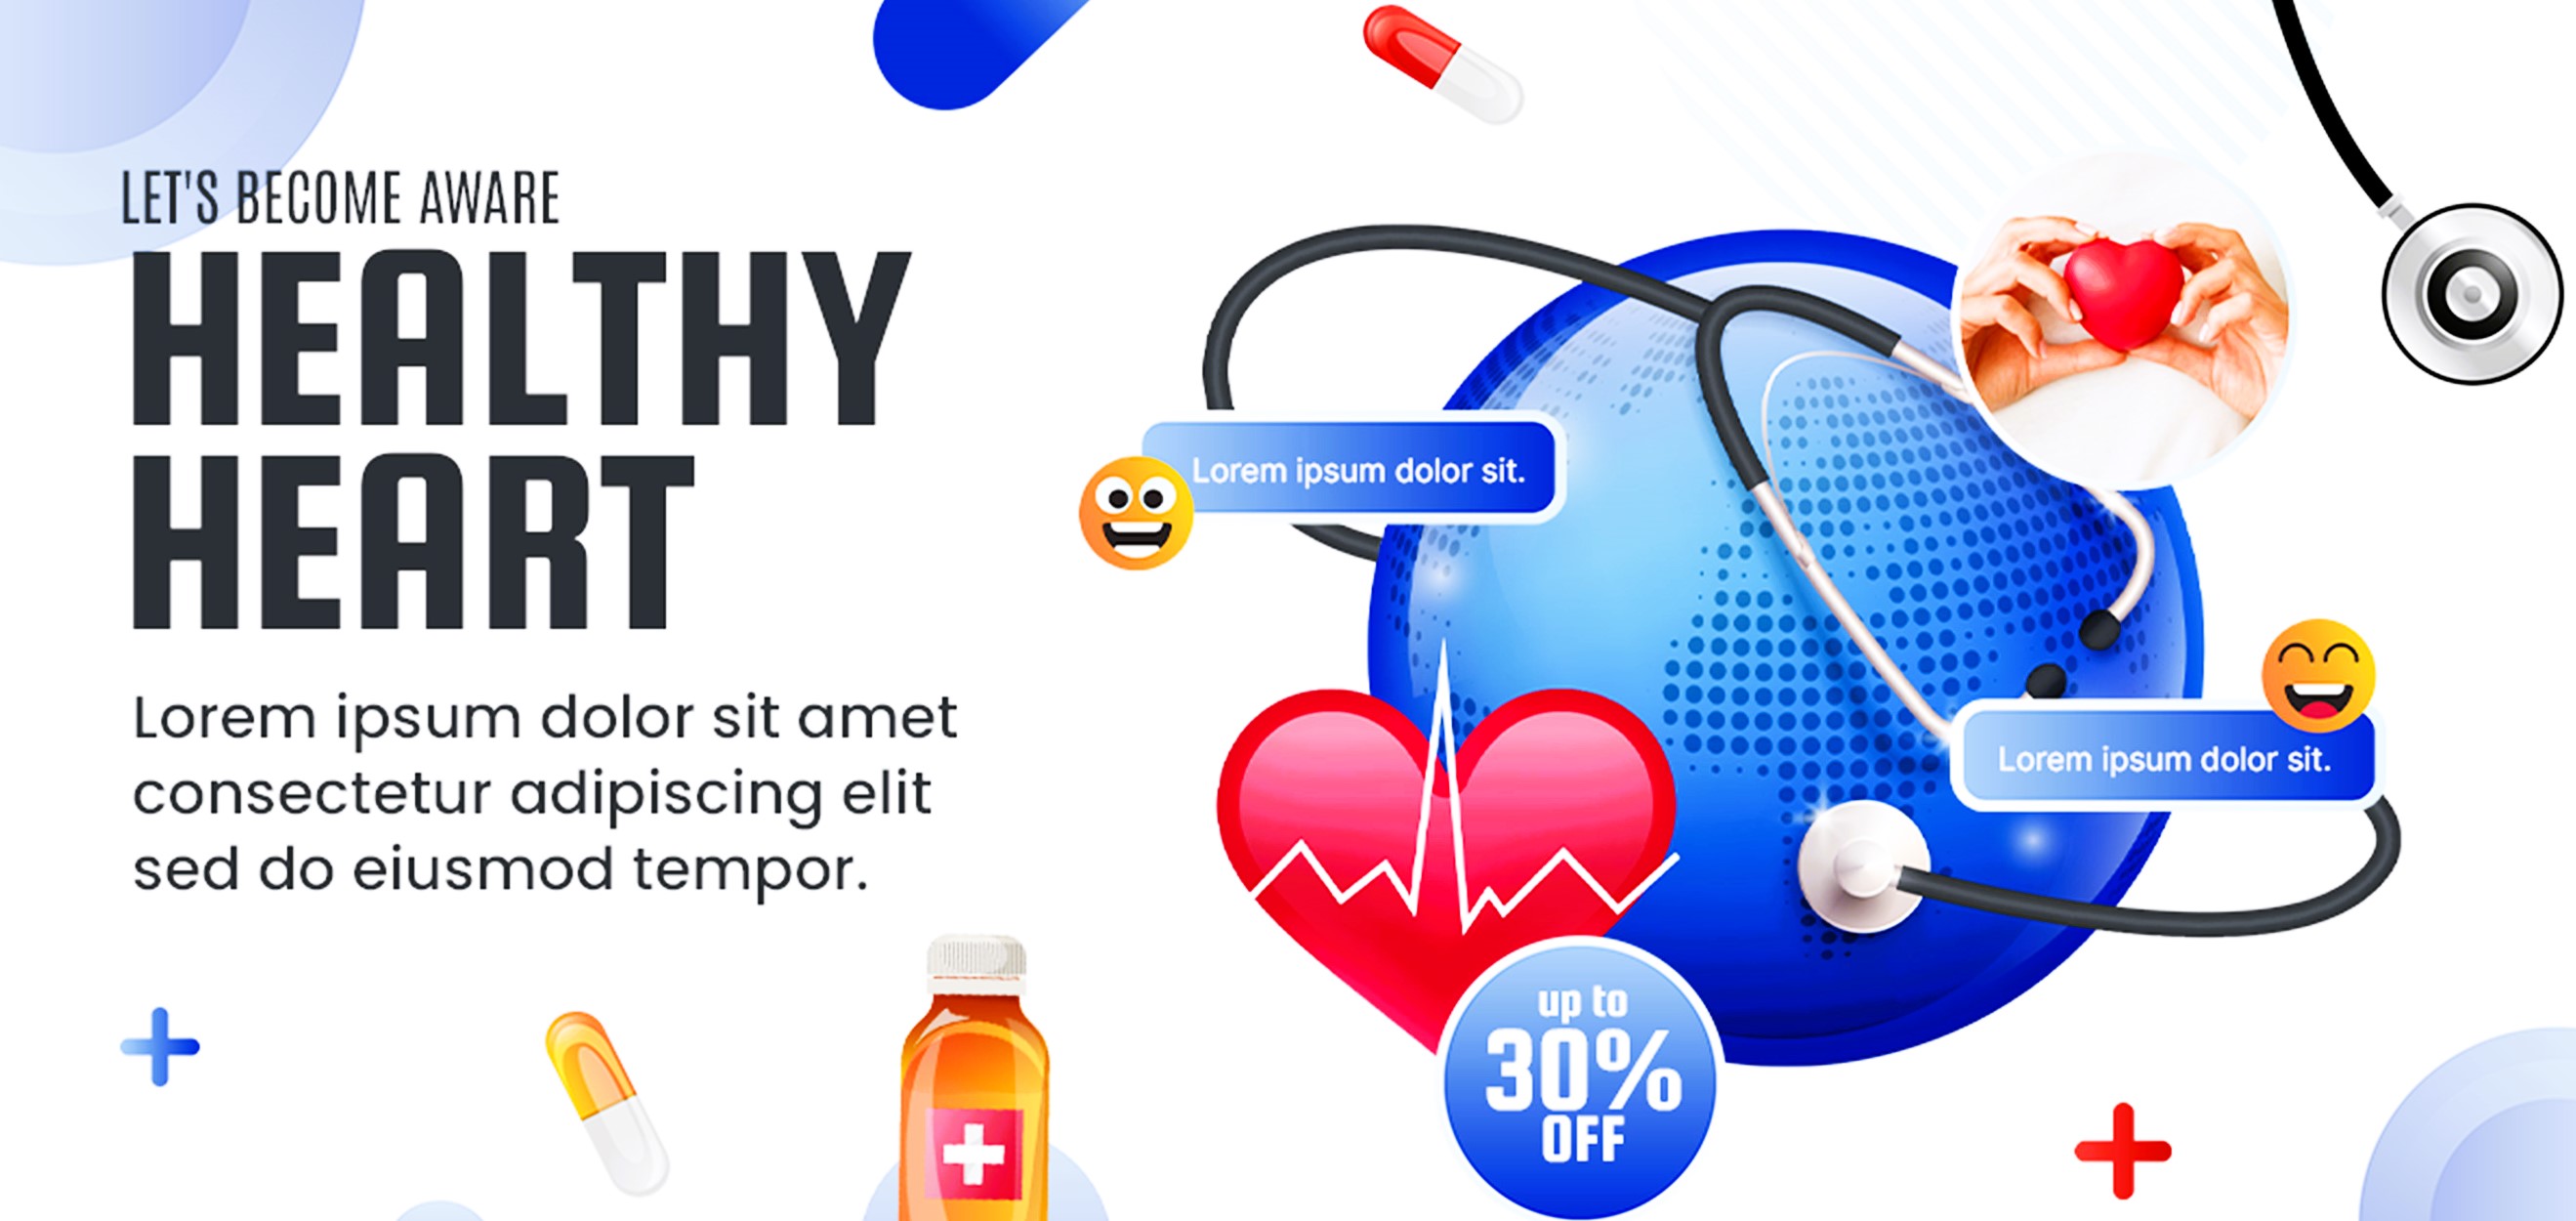 LET'S BECOME AWARE
HEALTHY
HEART
Lorem ipsum dolor sit amet
consectetur adipiscing elit
sed do eiusmod tempor.
Lorem ipsum dolor sit.
Lorem ipsum dolor sit.
up to
30%
OFF